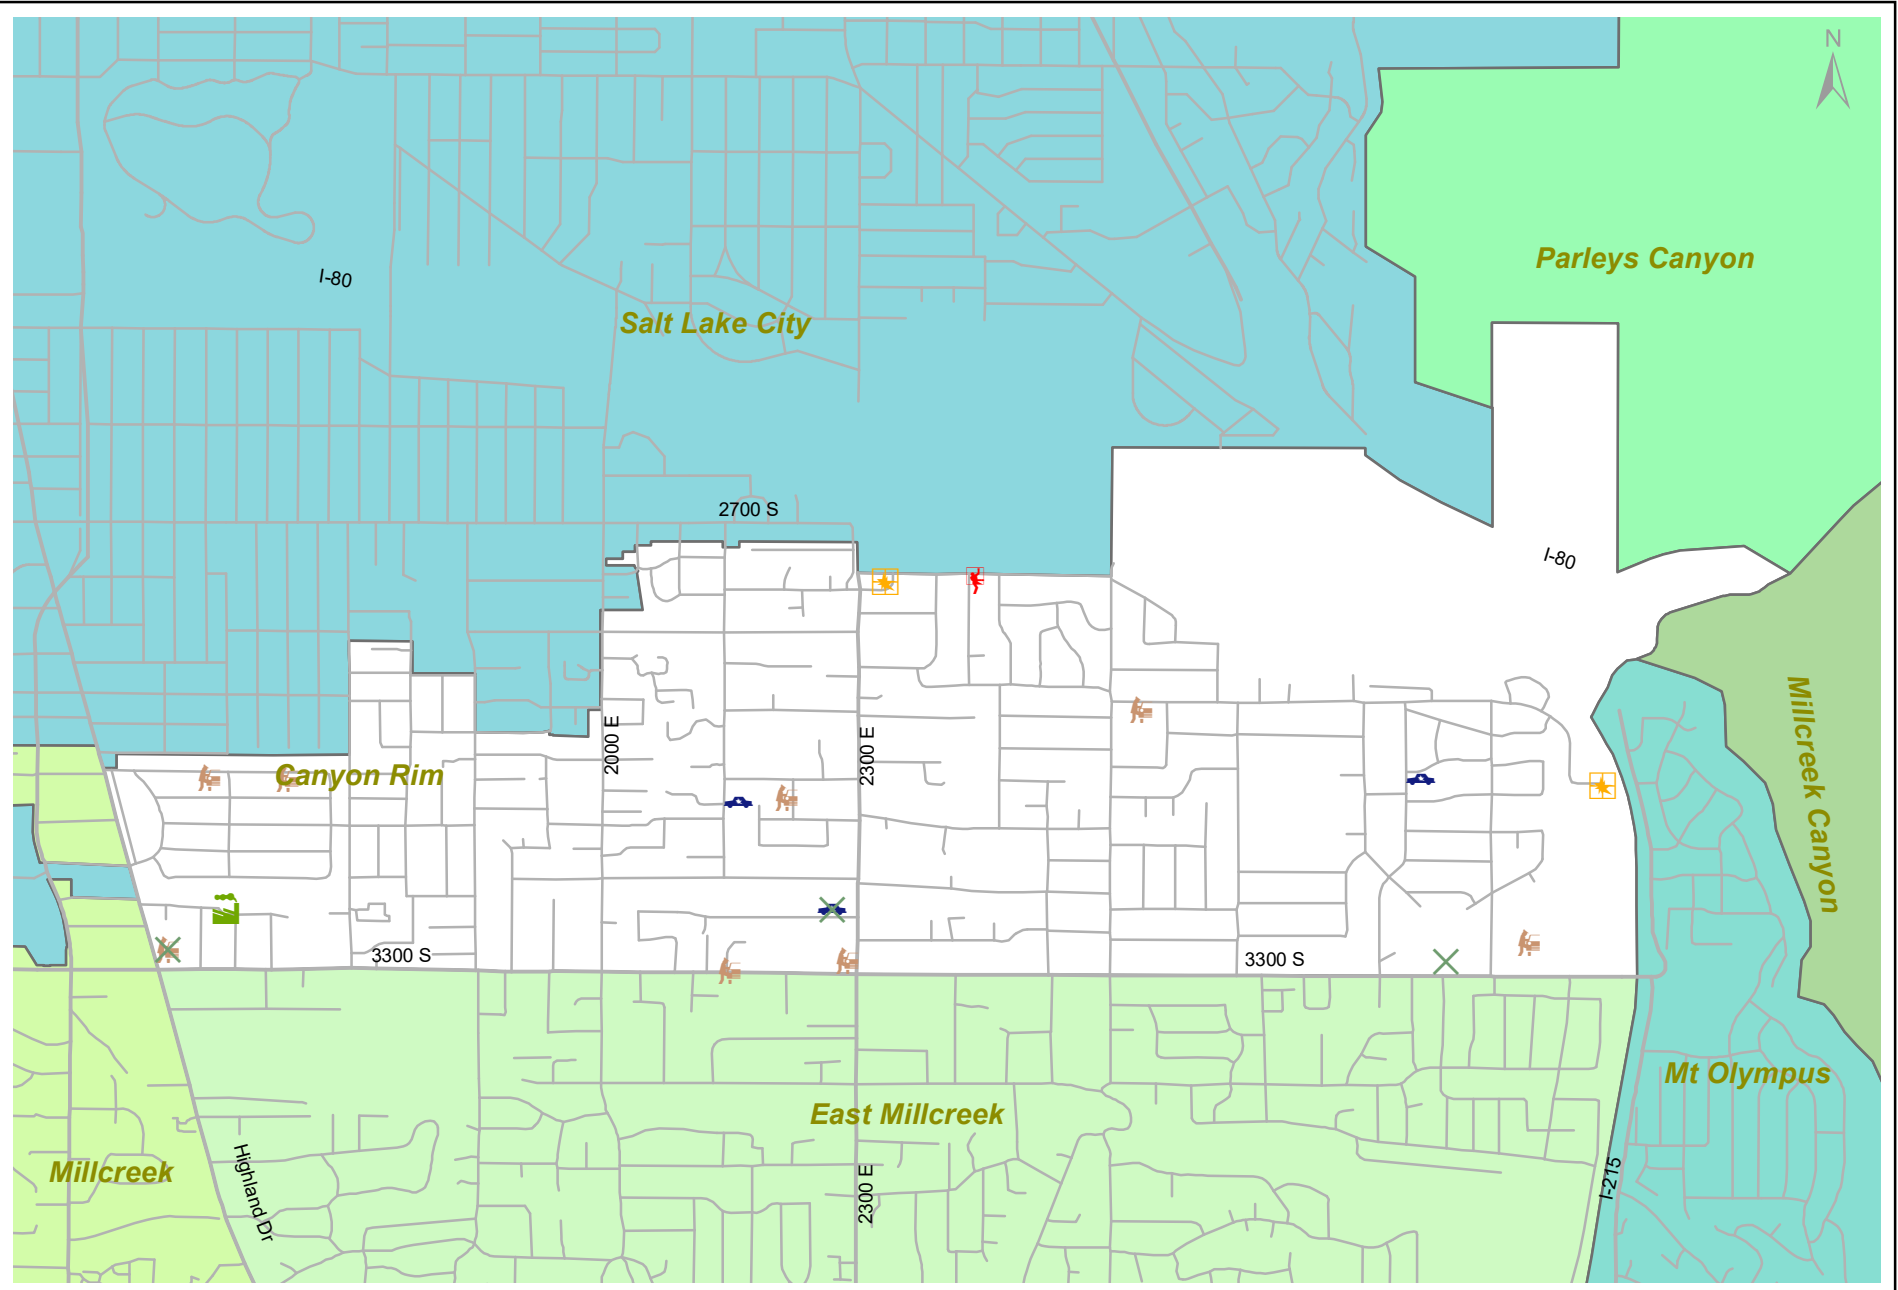 N
Parleys Canyon
I-80
Salt Lake City
2700 S
I-80
Millcreek Canyon
2000 E
2300 E
Canyon Rim
3300 S
3300 S
Mt Olympus
East Millcreek
Millcreek
Highland Dr
2300 E
I-215